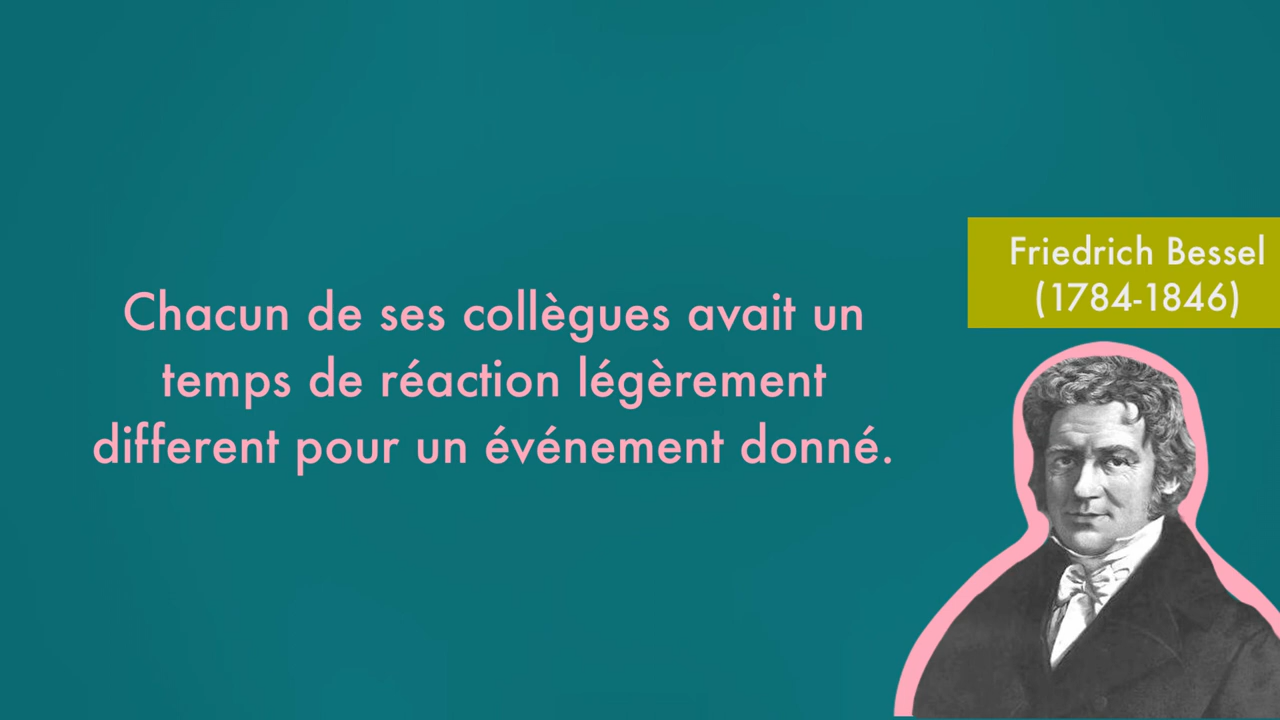 Friedrich Bessel
(1784-1846)
Chacun de ses collègues avait un
temps de réaction légèrement
different pour un événement donné.